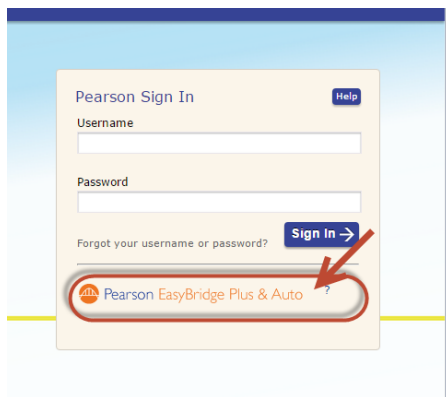 Pearson Sign In
Help
Username
Password
Sign In →
Forgot your username or password?
Pearson EasyBridge Plus & Auto ?